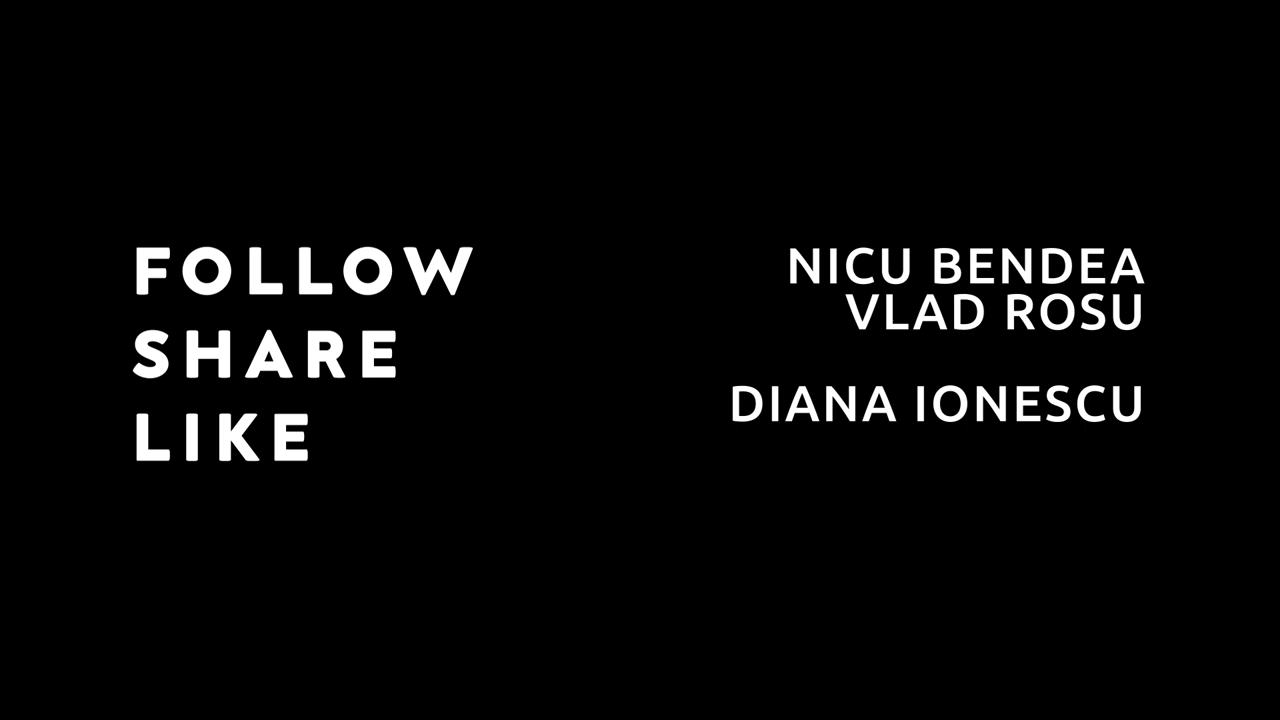 FOLLOW
SHARE
LIKE
NICU BENDEA
VLAD ROSU
DIANA IONESCU